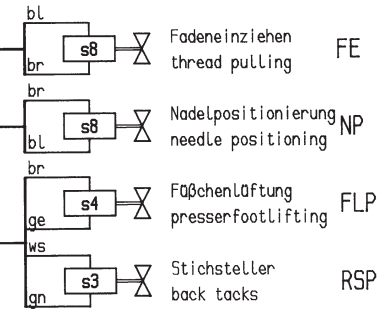 bl
s8
br
Fadeneinziehen
thread pulling
FE
br
s8
bl
Nadelpositionierung
needle positioning
NP
br
s4
ge
Füßchenlüftung
presserfootlifting
FLP
ws
s3
gn
Stichsteller
back tacks
RSP